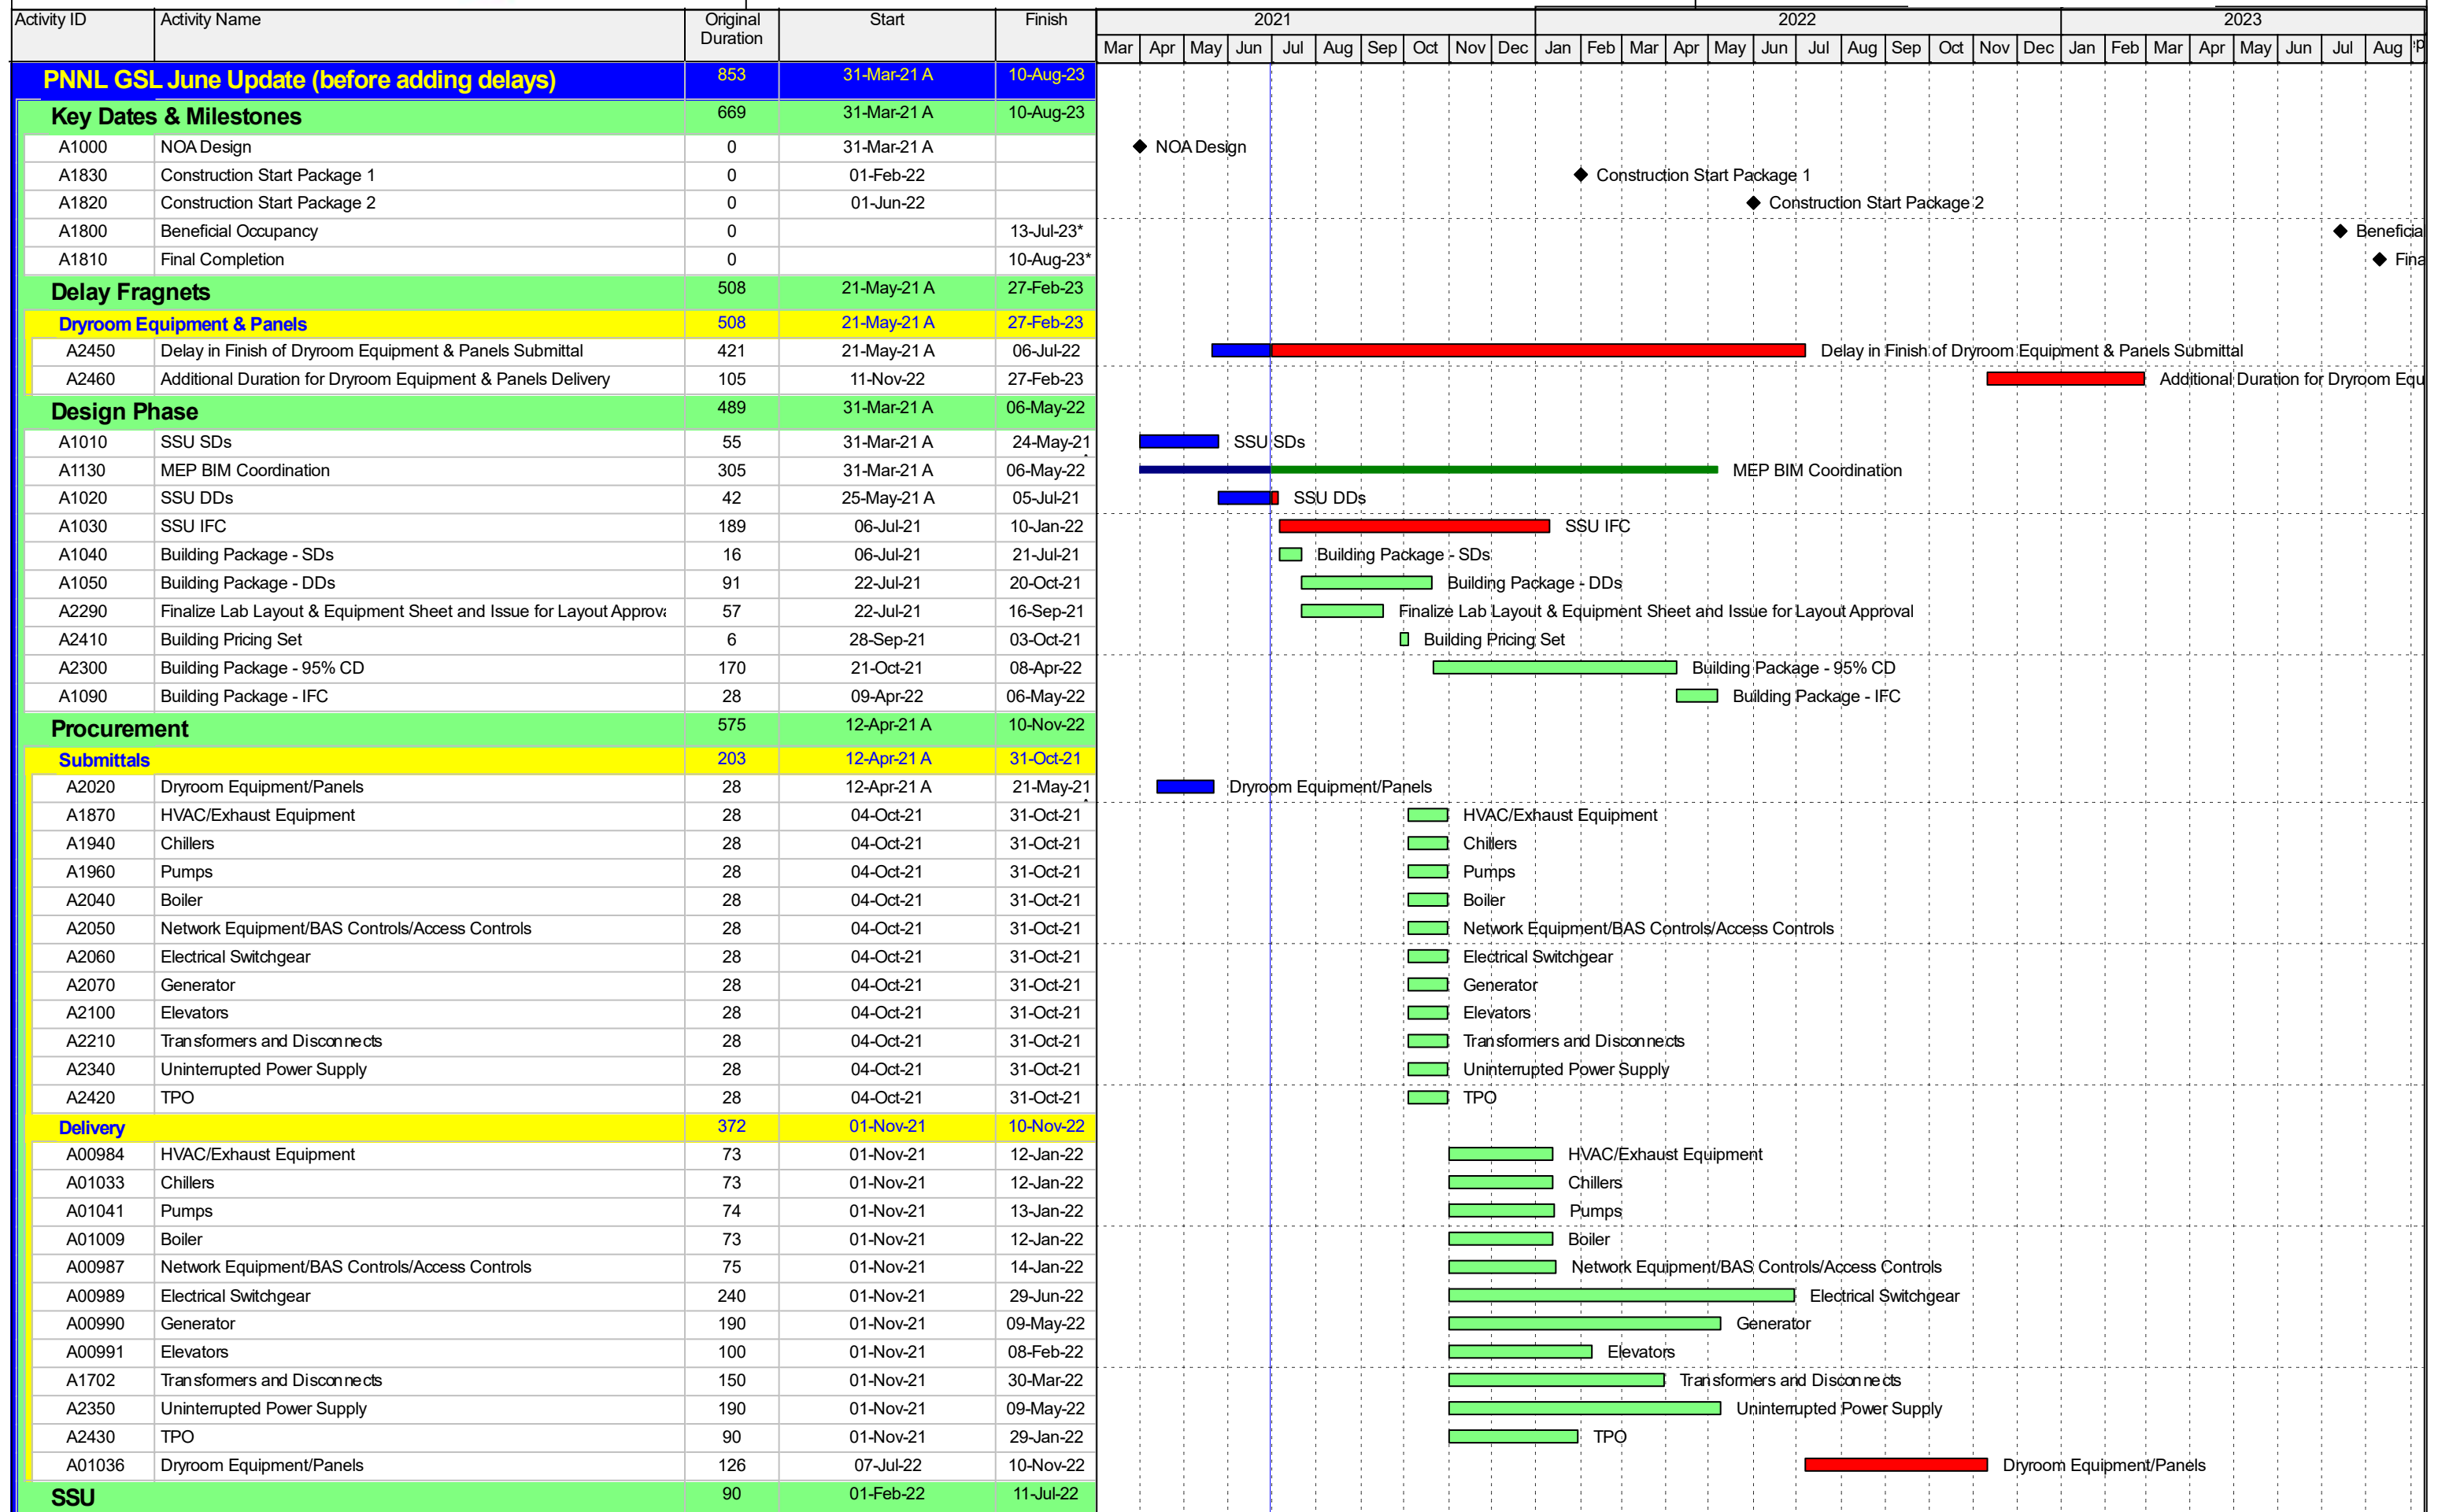 Activity ID Activity Name Original Duration Start Finish 2021 2022 2023
Mar Apr May Jun Jul Aug Sep Oct Nov Dec Jan Feb Mar Apr May Jun Jul Aug Sep Oct Nov Dec Jan Feb Mar Apr May Jun Jul Aug
PNNL GSL June Update (before adding delays) 853 31-Mar-21 A 10-Aug-23
Key Dates & Milestones 669 31-Mar-21 A 10-Aug-23
A1000 NOA Design 0 31-Mar-21 A NOA Design
A1830 Construction Start Package 1 0 01-Feb-22 Construction Start Package 1
A1820 Construction Start Package 2 0 01-Jun-22 Construction Start Package 2
A1800 Beneficial Occupancy 0 13-Jul-23* Beneficia
A1810 Final Completion 0 10-Aug-23* Fina
Delay Fragnets 508 21-May-21 A 27-Feb-23
Dryroom Equipment & Panels 508 21-May-21 A 27-Feb-23
A2450 Delay in Finish of Dryroom Equipment & Panels Submittal 421 21-May-21 A 06-Jul-22 Delay in Finish of Dryroom Equipment & Panels Submittal
A2460 Additional Duration for Dryroom Equipment & Panels Delivery 105 11-Nov-22 27-Feb-23 Additional Duration for Dryroom Equ
Design Phase 489 31-Mar-21 A 06-May-22
A1010 SSU SDs 55 31-Mar-21 A 24-May-21 SSU SDs
A1130 MEP BIM Coordination 305 31-Mar-21 A 06-May-22 MEP BIM Coordination
A1020 SSU DDs 42 25-May-21 A 05-Jul-21 SSU DDs
A1030 SSU IFC 189 06-Jul-21 10-Jan-22 SSU IFC
A1040 Building Package - SDs 16 06-Jul-21 21-Jul-21 Building Package - SDs
A1050 Building Package - DDs 91 22-Jul-21 20-Oct-21 Building Package - DDs
A2290 Finalize Lab Layout & Equipment Sheet and Issue for Layout Approva 57 22-Jul-21 16-Sep-21 Finalize Lab Layout & Equipment Sheet and Issue for Layout Approval
A2410 Building Pricing Set 6 28-Sep-21 03-Oct-21 Building Pricing Set
A2300 Building Package - 95% CD 170 21-Oct-21 08-Apr-22 Building Package - 95% CD
A1090 Building Package - IFC 28 09-Apr-22 06-May-22 Building Package - IFC
Procurement 575 12-Apr-21 A 10-Nov-22
Submittals 203 12-Apr-21 A 31-Oct-21
A2020 Dryroom Equipment/Panels 28 12-Apr-21 A 21-May-21 Dryroom Equipment/Panels
A1870 HVAC/Exhaust Equipment 28 04-Oct-21 31-Oct-21 HVAC/Exhaust Equipment
A1940 Chillers 28 04-Oct-21 31-Oct-21 Chillers
A1960 Pumps 28 04-Oct-21 31-Oct-21 Pumps
A2040 Boiler 28 04-Oct-21 31-Oct-21 Boiler
A2050 Network Equipment/BAS Controls/Access Controls 28 04-Oct-21 31-Oct-21 Network Equipment/BAS Controls/Access Controls
A2060 Electrical Switchgear 28 04-Oct-21 31-Oct-21 Electrical Switchgear
A2070 Generator 28 04-Oct-21 31-Oct-21 Generator
A2100 Elevators 28 04-Oct-21 31-Oct-21 Elevators
A2210 Transformers and Disconnects 28 04-Oct-21 31-Oct-21 Transformers and Disconnects
A2340 Uninterrupted Power Supply 28 04-Oct-21 31-Oct-21 Uninterrupted Power Supply
A2420 TPO 28 04-Oct-21 31-Oct-21 TPO
Delivery 372 01-Nov-21 10-Nov-22
A00984 HVAC/Exhaust Equipment 73 01-Nov-21 12-Jan-22 HVAC/Exhaust Equipment
A01033 Chillers 73 01-Nov-21 12-Jan-22 Chillers
A01041 Pumps 74 01-Nov-21 13-Jan-22 Pumps
A01009 Boiler 73 01-Nov-21 12-Jan-22 Boiler
A00987 Network Equipment/BAS Controls/Access Controls 75 01-Nov-21 14-Jan-22 Network Equipment/BAS Controls/Access Controls
A00989 Electrical Switchgear 240 01-Nov-21 29-Jun-22 Electrical Switchgear
A00990 Generator 190 01-Nov-21 09-May-22 Generator
A00991 Elevators 100 01-Nov-21 08-Feb-22 Elevators
A1702 Transformers and Disconnects 150 01-Nov-21 30-Mar-22 Transformers and Disconnects
A2350 Uninterrupted Power Supply 190 01-Nov-21 09-May-22 Uninterrupted Power Supply
A2430 TPO 90 01-Nov-21 29-Jan-22 TPO
A01036 Dryroom Equipment/Panels 126 07-Jul-22 10-Nov-22 Dryroom Equipment/Panels
SSU 90 01-Feb-22 11-Jul-22